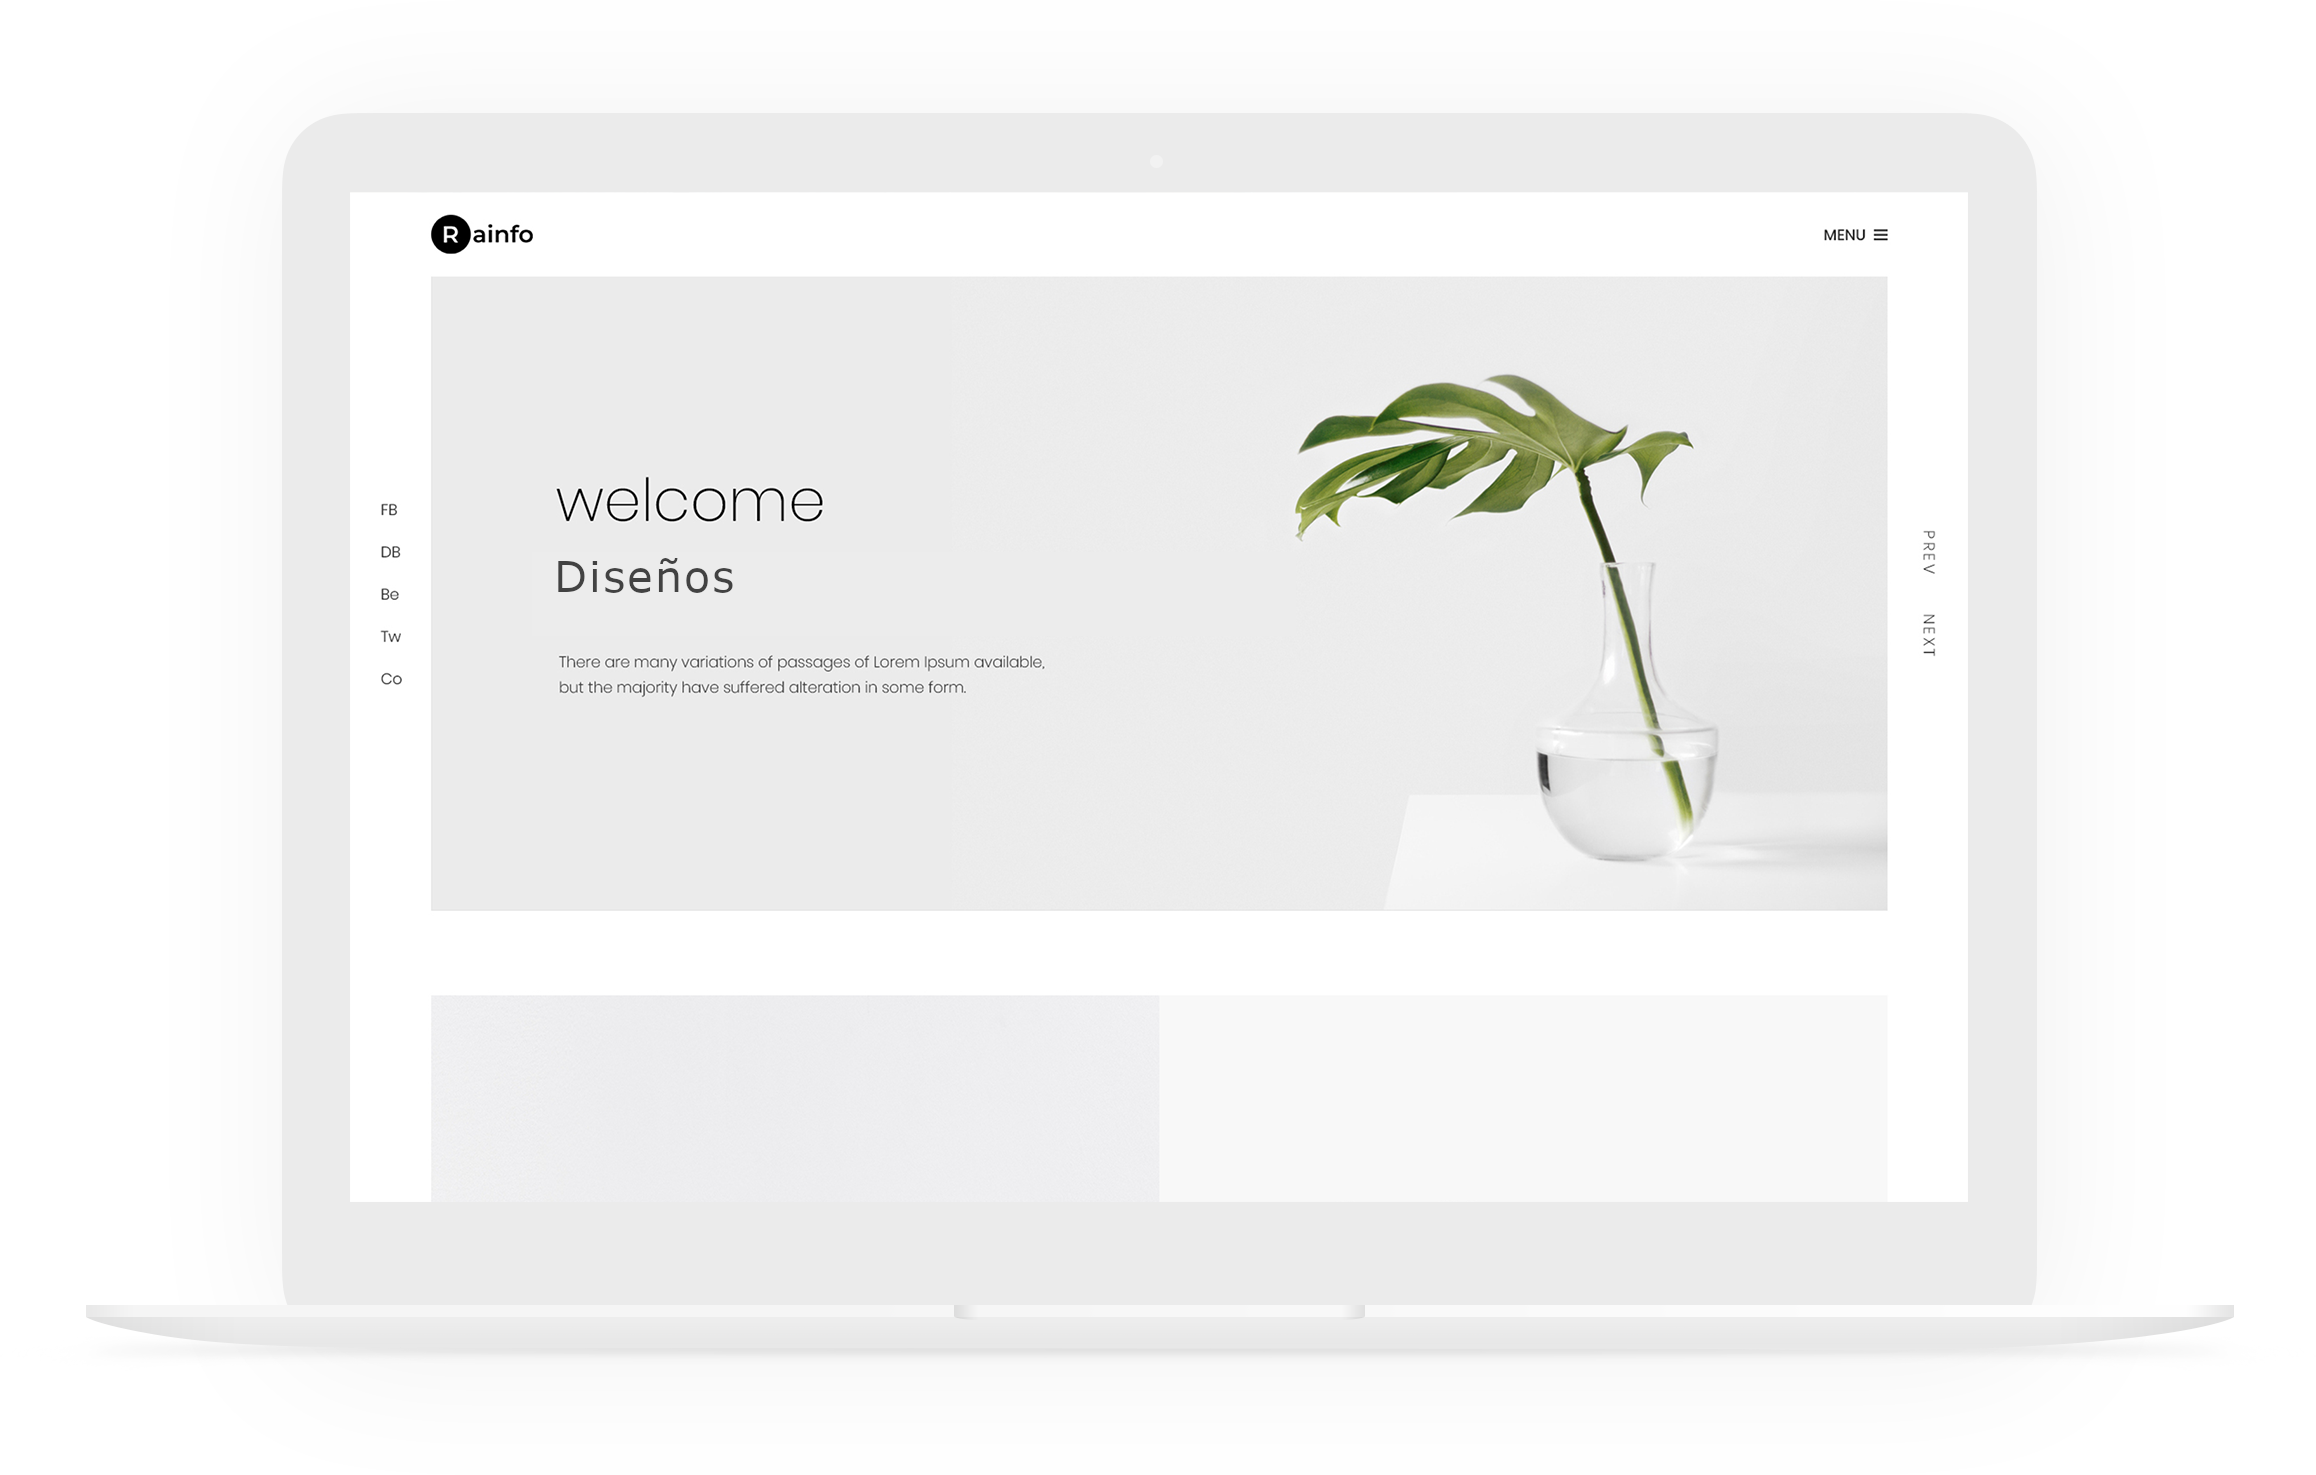 Rainfo
MENU
welcome
Diseños
There are many variations of passages of Lorem Ipsum available,
but the majority have suffered alteration in some form.
FB
DB
Be
Tw
Co
PREV
NEXT